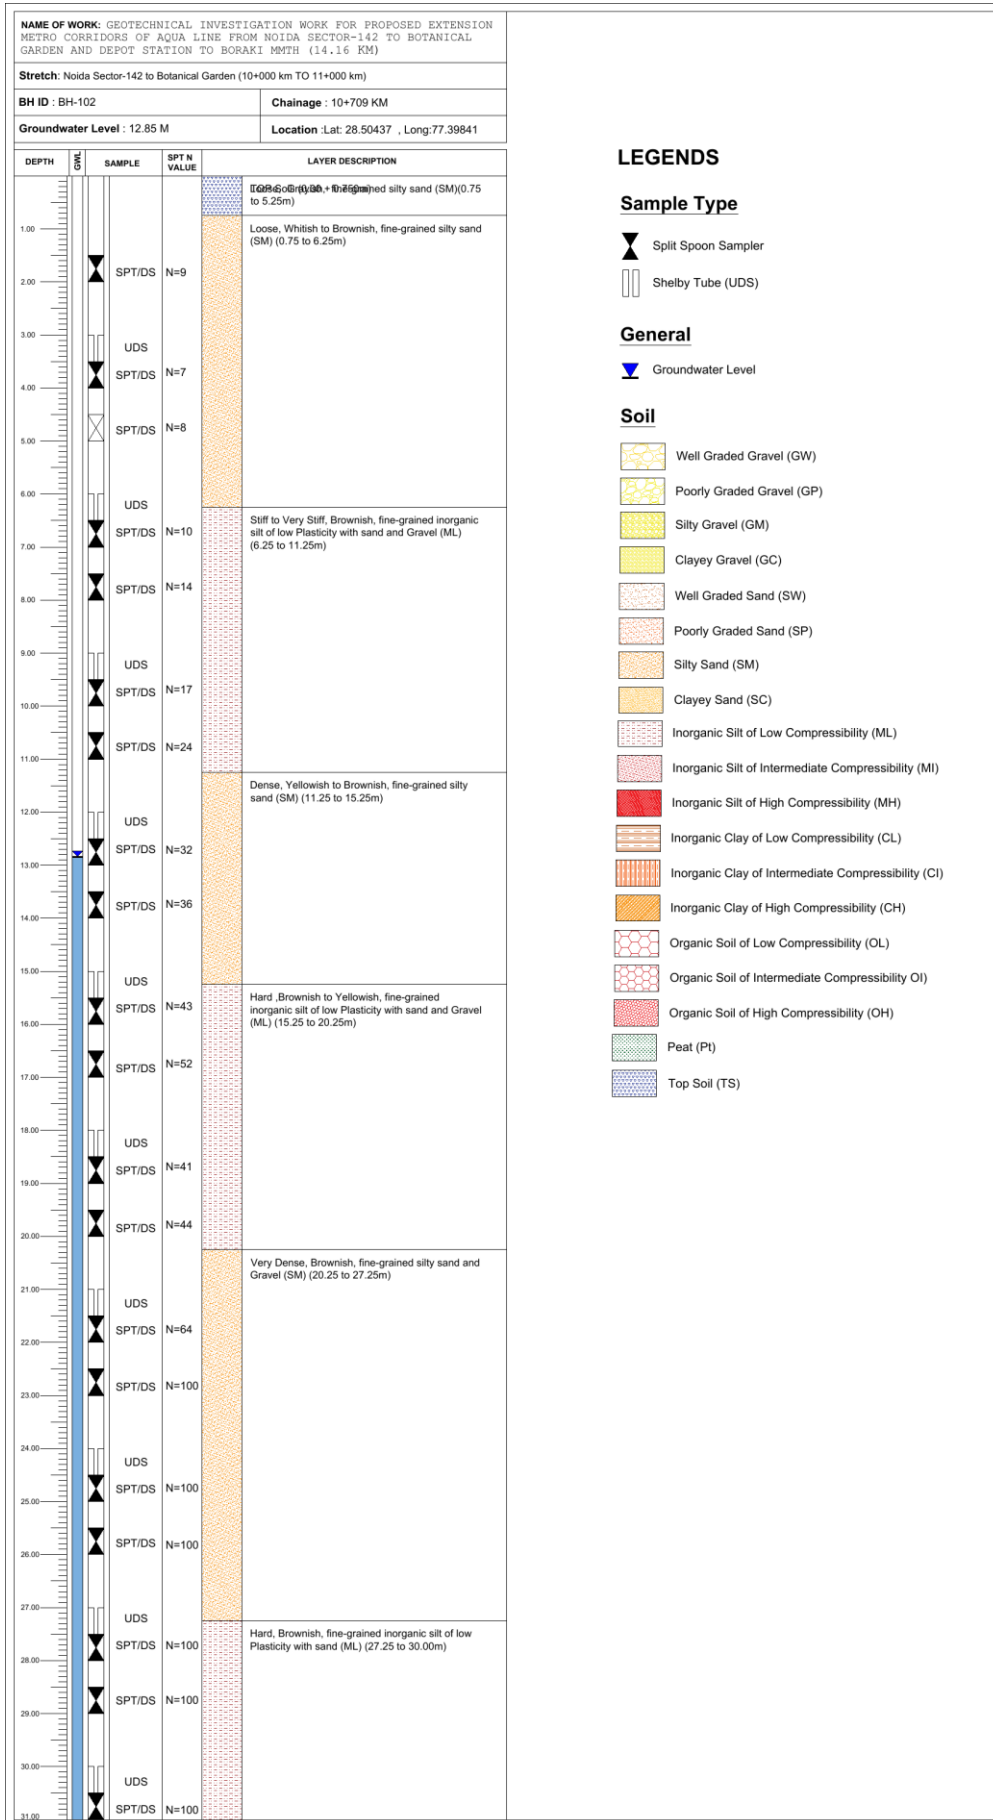 NAME OF WORK: GEOTECHNICAL INVESTIGATION WORK FOR PROPOSED EXTENSION
METRO CORRIDORS OF AQUA LINE FROM NOIDA SECTOR-142 TO BOTANICAL
GARDEN AND DEPOT STATION TO BORAKI MMTH (14.16 KM)
Stretch: Noida Sector-142 to Botanical Garden (10+000 km TO 11+000 km)
BH ID : BH-102
Chainage : 10+709 KM
Groundwater Level : 12.85 M
Location :Lat: 28.50437 , Long:77.39841
DEPTH
GWL
SAMPLE
SPT N
VALUE
LAYER DESCRIPTION
fine-grained silty sand (SM)(0.75
to 5.25m)
1.00
Loose, Whitish to Brownish, fine-grained silty sand
(SM) (0.75 to 6.25m)
SPT/DS N=9
2.00
3.00
UDS
SPT/DS N=7
4.00
SPT/DS N=8
5.00
6.00
UDS
Stiff to Very Stiff, Brownish, fine-grained inorganic
silt of low Plasticity with sand and Gravel (ML)
(6.25 to 11.25m)
SPT/DS N=10
7.00
SPT/DS N=14
8.00
9.00
UDS
SPT/DS N=17
10.00
SPT/DS N=24
11.00
Dense, Yellowish to Brownish, fine-grained silty
sand (SM) (11.25 to 15.25m)
12.00
UDS
SPT/DS N=32
13.00
SPT/DS N=36
14.00
15.00
UDS
Hard ,Brownish to Yellowish, fine-grained
inorganic silt of low Plasticity with sand and Gravel
(ML) (15.25 to 20.25m)
SPT/DS N=43
16.00
SPT/DS N=52
17.00
18.00
UDS
SPT/DS N=41
19.00
SPT/DS N=44
20.00
Very Dense, Brownish, fine-grained silty sand and
Gravel (SM) (20.25 to 27.25m)
21.00
UDS
SPT/DS N=64
22.00
SPT/DS N=100
23.00
24.00
UDS
SPT/DS N=100
25.00
SPT/DS N=100
26.00
27.00
UDS
Hard, Brownish, fine-grained inorganic silt of low
Plasticity with sand (ML) (27.25 to 30.00m)
SPT/DS N=100
28.00
SPT/DS N=100
29.00
30.00
UDS
SPT/DS N=100
31.00
LEGENDS
Sample Type
Split Spoon Sampler
Shelby Tube (UDS)
General
Groundwater Level
Soil
Well Graded Gravel (GW)
Poorly Graded Gravel (GP)
Silty Gravel (GM)
Clayey Gravel (GC)
Well Graded Sand (SW)
Poorly Graded Sand (SP)
Silty Sand (SM)
Clayey Sand (SC)
Inorganic Silt of Low Compressibility (ML)
Inorganic Silt of Intermediate Compressibility (MI)
Inorganic Silt of High Compressibility (MH)
Inorganic Clay of Low Compressibility (CL)
Inorganic Clay of Intermediate Compressibility (CI)
Inorganic Clay of High Compressibility (CH)
Organic Soil of Low Compressibility (OL)
Organic Soil of Intermediate Compressibility OI)
Organic Soil of High Compressibility (OH)
Peat (Pt)
Top Soil (TS)